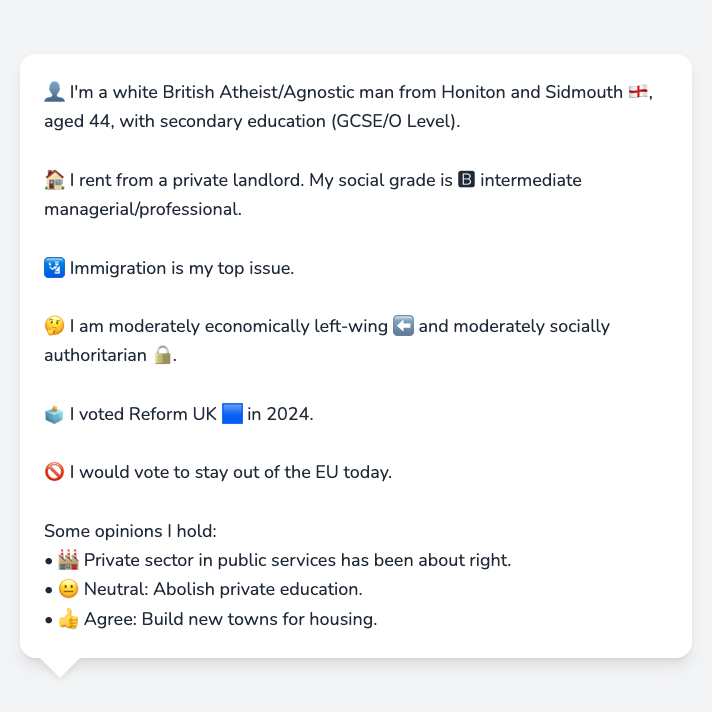 👤 I'm a white British Atheist/Agnostic man from Honiton and Sidmouth 🏴󠁧󠁢󠁥󠁮󠁧󠁿,
aged 44, with secondary education (GCSE/O Level).
🏠 I rent from a private landlord. My social grade is 🅱 intermediate
managerial/professional.
🛂 Immigration is my top issue.
🤔 I am moderately economically left-wing ⬅️ and moderately socially
authoritarian 🔒.
🗳️ I voted Reform UK 🟦 in 2024.
🚫 I would vote to stay out of the EU today.
Some opinions I hold:
• 🏭 Private sector in public services has been about right.
• 😐 Neutral: Abolish private education.
• 👍 Agree: Build new towns for housing.